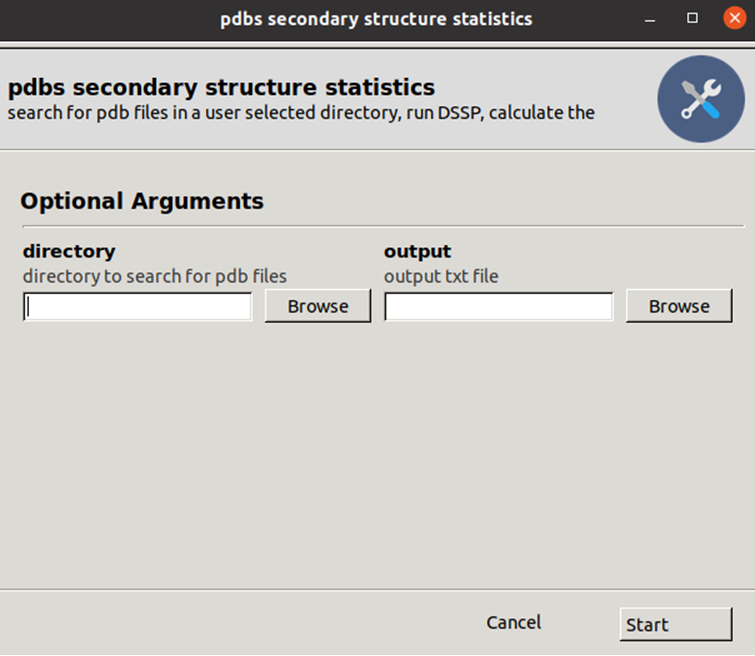 pdbs secondary structure statistics
pdbs secondary structure statistics
search for pdb files in a user selected directory, run DSSP, calculate the
Optional Arguments
directory
output
directory to search for pdb files
output txt file
Browse
Browse
Cancel
Start